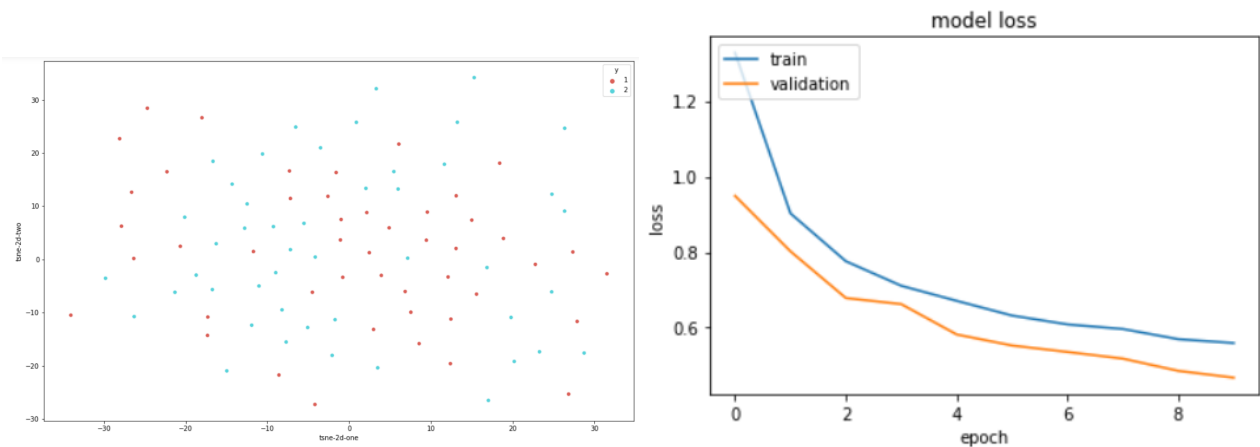 y
1
2
30
20
10
0
−10
−20
−30
tsne-2d-two
−30 −20 −10 0 10 20 30
tsne-2d-one
model loss
train
validation
1.2
1.0
0.8
0.6
loss
0 2 4 6 8
epoch